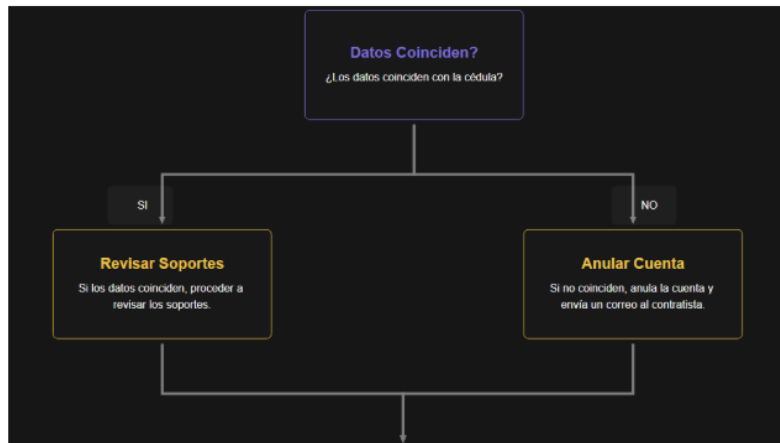 Datos Coinciden?
¿Los datos coinciden con la cédula?
SI
NO
Revisar Soportes
Si los datos coinciden, proceder a
revisar los soportes.
Anular Cuenta
Si no coinciden, anula la cuenta y
envía un correo al contratista.